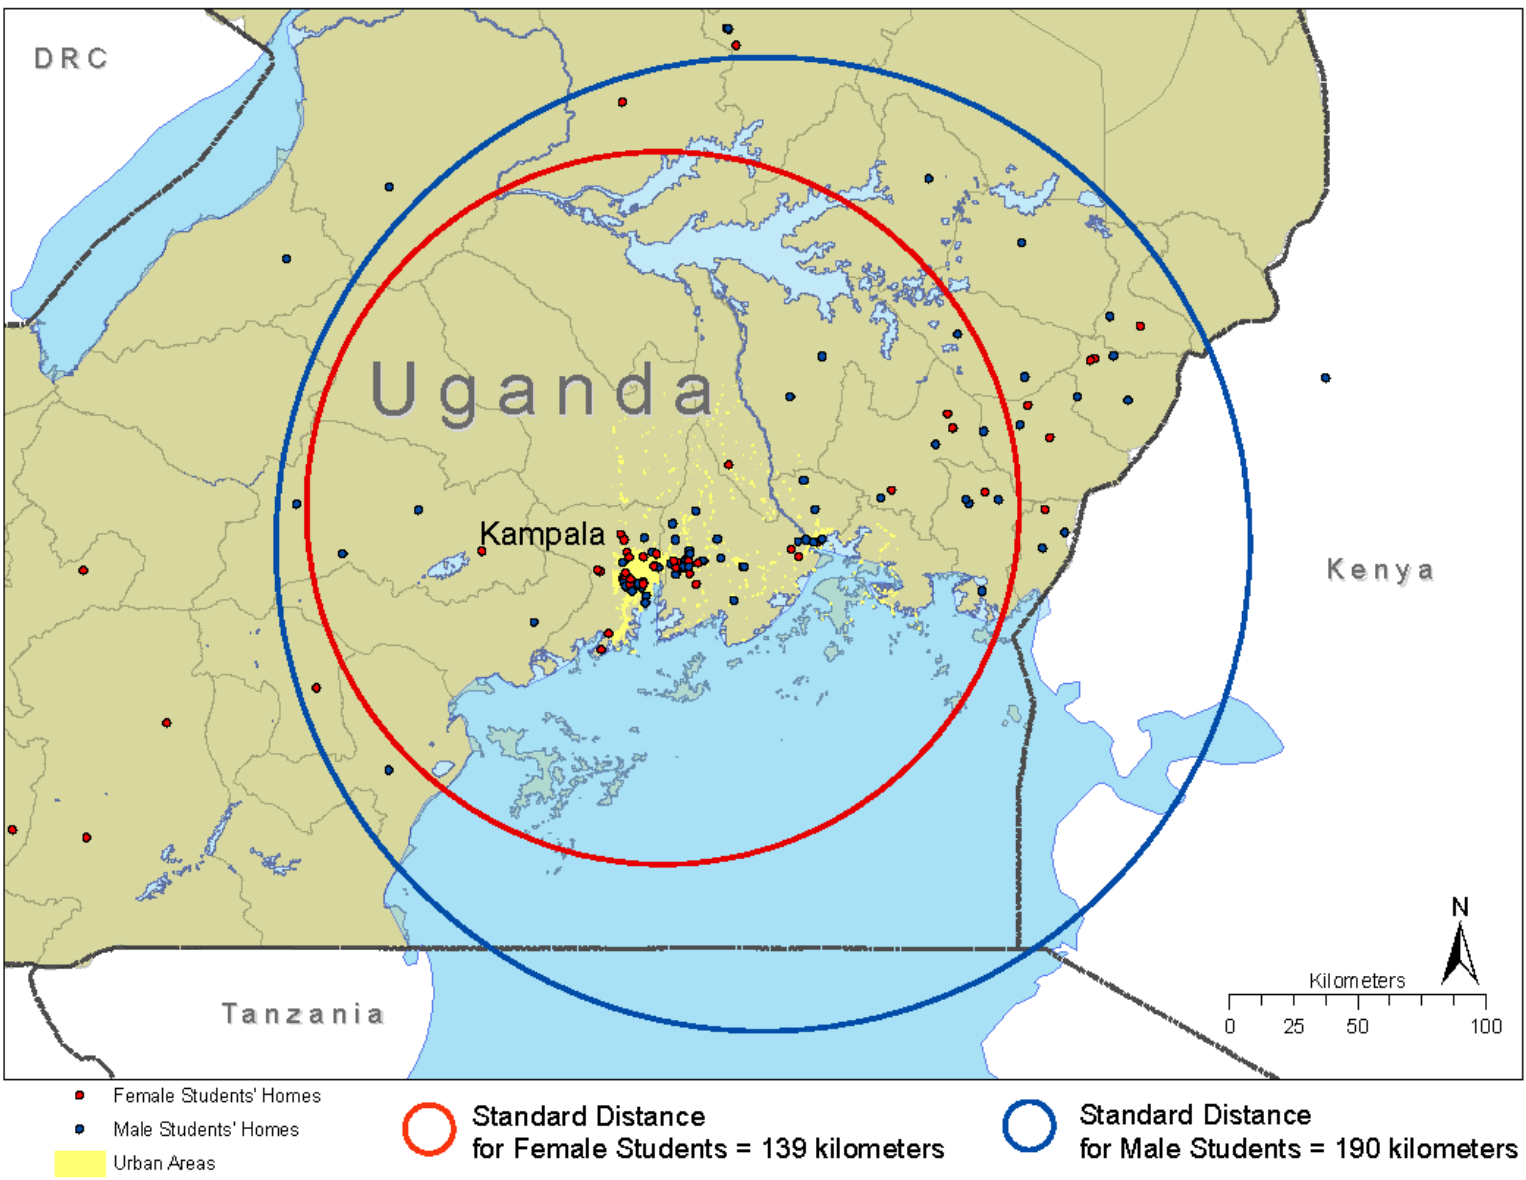 DRC
Uganda
Kampala
Kenya
Tanzania
N
Kilometers
0 25 50 100
Female Students' Homes
Male Students' Homes
Urban Areas
Standard Distance
for Female Students = 139 kilometers
Standard Distance
for Male Students = 190 kilometers